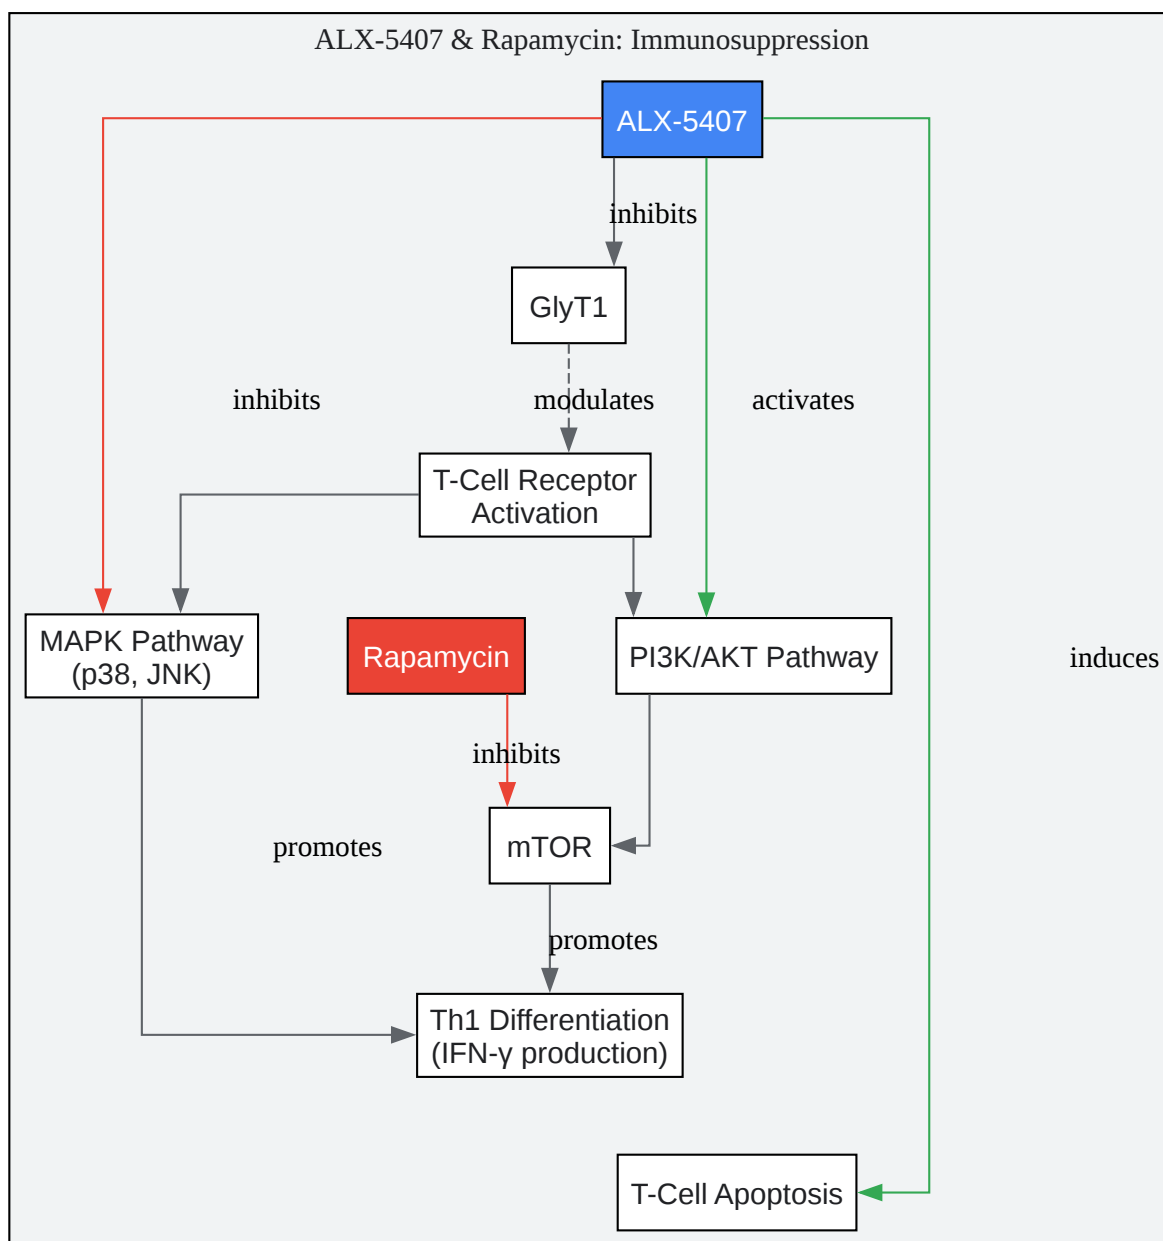 ALX-5407 & Rapamycin: Immunosuppression
ALX-5407
inhibits
GlyT1
inhibits
modulates
activates
T-Cell Receptor
Activation
MAPK Pathway
(p38, JNK)
Rapamycin
PI3K/AKT Pathway
induces
inhibits
promotes
mTOR
promotes
Th1 Differentiation
(IFN-γ production)
T-Cell Apoptosis